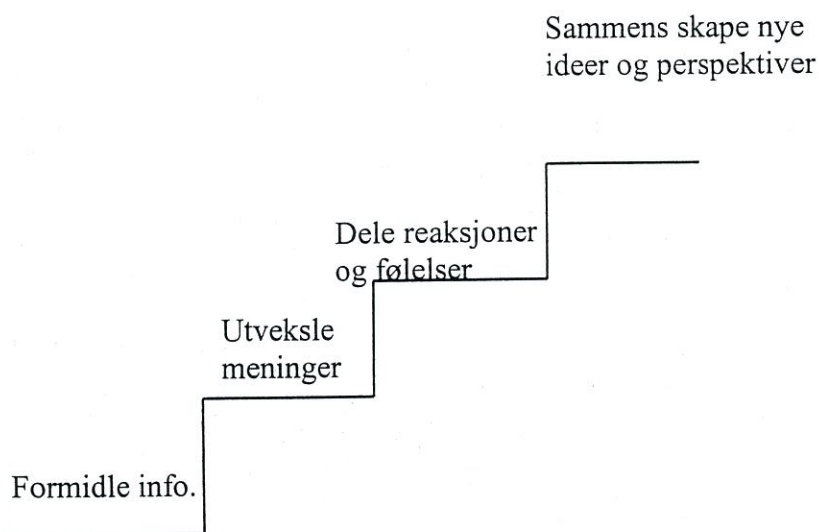 Sammens skape nye
ideer og perspektiver
Dele reaksjoner
og følelser
Utveksle
meninger
Formidle info.